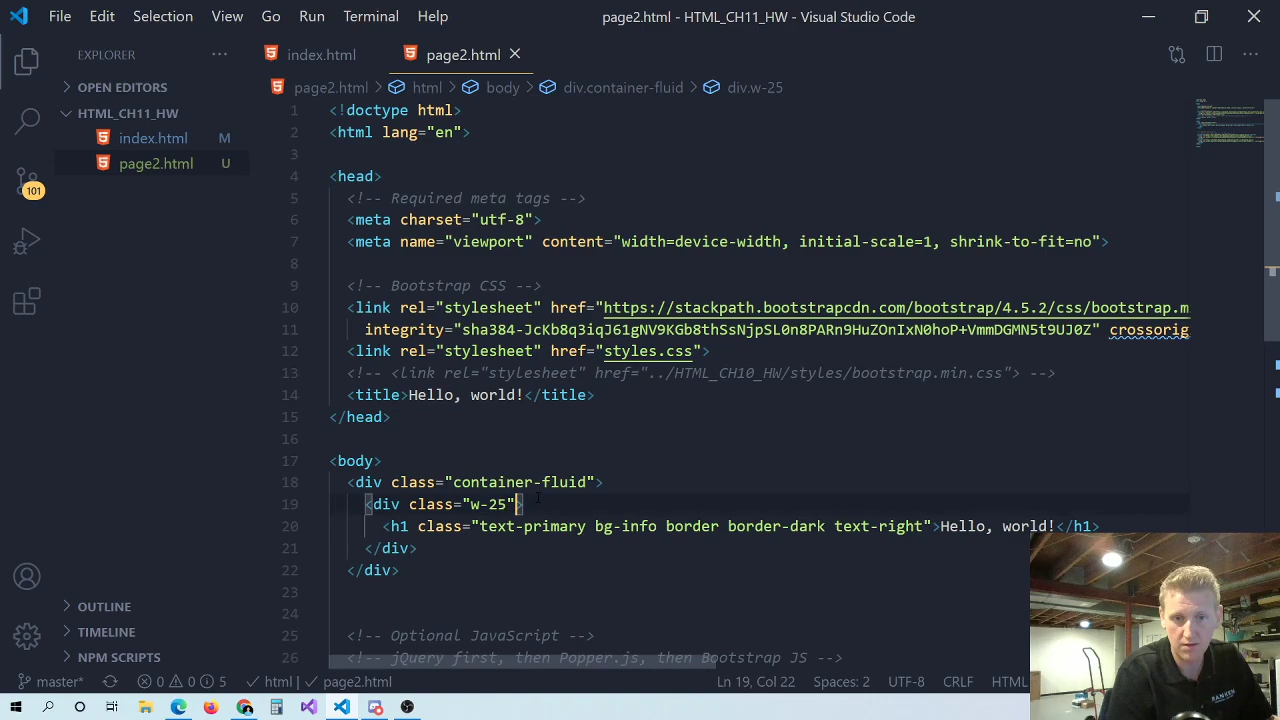 File Edit Selection View Go Run Terminal Help page2.html - HTML_CH11_HW - Visual Studio Code
EXPLORER
index.html
page2.html
OPEN EDITORS
page2.html html body div.container-fluid div.w-25
HTML_CH11_HW
index.html M
page2.html U
101
1 <!doctype html>
2 <html lang="en">
3
4 <head>
5 <!-- Required meta tags -->
6 <meta charset="utf-8">
7 <meta name="viewport" content="width=device-width, initial-scale=1, shrink-to-fit=no">
8
9 <!-- Bootstrap CSS -->
10 <link rel="stylesheet" href="https://stackpath.bootstrapcdn.com/bootstrap/4.5.2/css/bootstrap.m
11 integrity="sha384-JcKb8q3iqJ61gNV9KGb8thSsNjpSL0n8PARn9HuZOnIxN0hoP+VmmDGMN5t9UJ0Z" crossorig
12 <link rel="stylesheet" href="styles.css">
13 <!-- <link rel="stylesheet" href="../HTML_CH10_HW/styles/bootstrap.min.css"> -->
14 <title>Hello, world!</title>
15 </head>
16
17 <body>
18 <div class="container-fluid">
19 <div class="w-25">
20 <h1 class="text-primary bg-info border border-dark text-right">Hello, world!</h1>
21 </div>
22 </div>
23
24
25 <!-- Optional JavaScript -->
26 <!-- jQuery first, then Popper.js, then Bootstrap JS -->
OUTLINE
TIMELINE
NPM SCRIPTS
master* 0 0 5 html page2.html Ln 19, Col 22 Spaces: 2 UTF-8 CRLF HTML
RANKEN